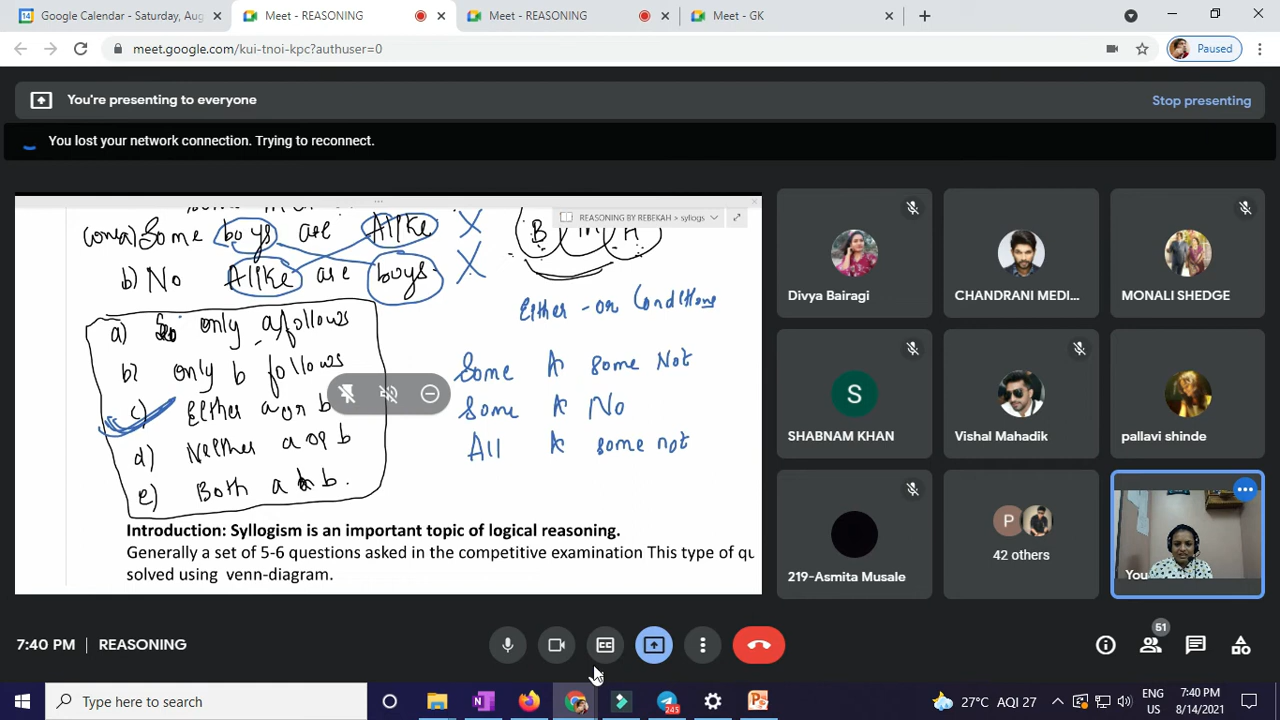 Google Calendar - Saturday, Aug
Meet - REASONING
Meet - REASONING
Meet - GK
meet.google.com/kui-tnoi-kpc?authuser=0
Paused
You're presenting to everyone
Stop presenting
You lost your network connection. Trying to reconnect.
REASONING BY REBEKAH > syllogs
Some boys are Alike X
b) No Alike are boys. X
B
a) only a follows
b) only b follows
c) Either a or b
d) Neither a or b
e) Both a b.
Either - or Conditions
Some A some Not
Some A No
All A some not
Introduction: Syllogism is an important topic of logical reasoning.
Generally a set of 5-6 questions asked in the competitive examination This type of qu
solved using venn-diagram.
Divya Bairagi
CHANDRANI MEDI...
MONALI SHEDGE
S
SHABNAM KHAN
Vishal Mahadik
pallavi shinde
219-Asmita Musale
P
42 others
You
7:40 PM | REASONING
CC
51
Type here to search
N
245
P
27°C AQI 27
ENG
US
7:40 PM
8/14/2021